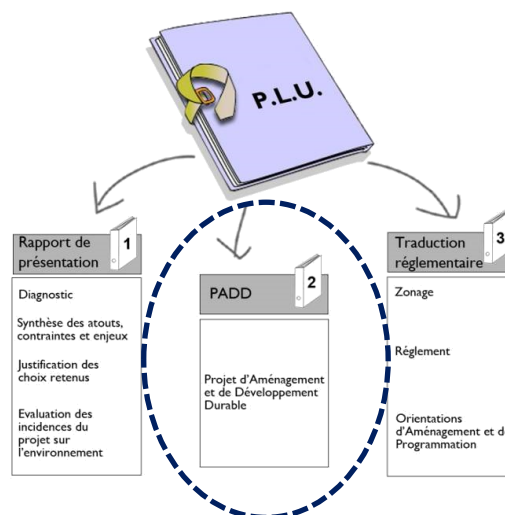 P.L.U.
Rapport de
présentation
1
Diagnostic
Synthèse des atouts,
contraintes et enjeux
Justification des
choix retenus
Evaluation des
incidences du
projet sur
l'environnement
PADD
2
Projet d'Aménagement
et de Développement
Durable
Traduction
réglementaire
3
Zonage
Réglement
Orientations
d'Aménagement et de
Programmation